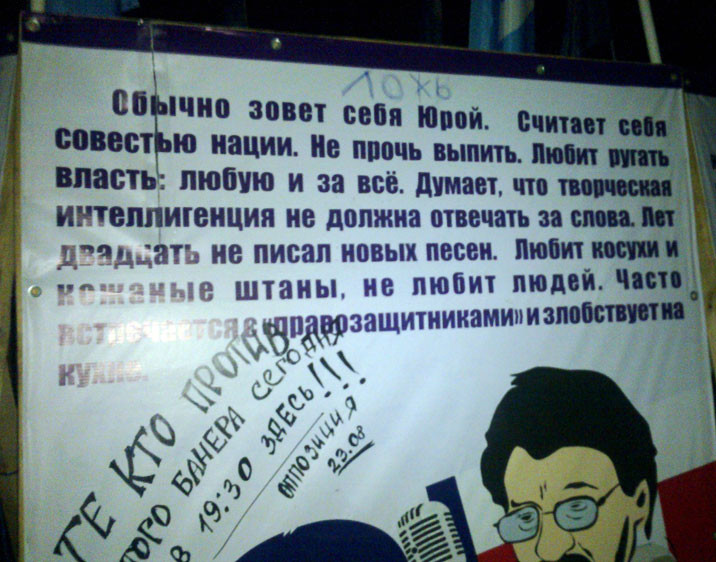 ЛОЖЬ
Обычно зовет себя Юрой. Считает себя
совестью нации. Не прочь выпить. Любит ругать
власть: любую и за всё. Думает, что творческая
интеллигенция не должна отвечать за слова. Лет
двадцать не писал новых песен. Любит косухи и
кожаные штаны, не любит людей. Часто
встречается с «правозащитниками» и злобствует на
кухне.
ТЕ КТО ПРОТИВ
ЭТОГО БАНЕРА СЕГОДНЯ
В 19:30 ЗДЕСЬ!!!
ОППОЗИЦИЯ
23.08